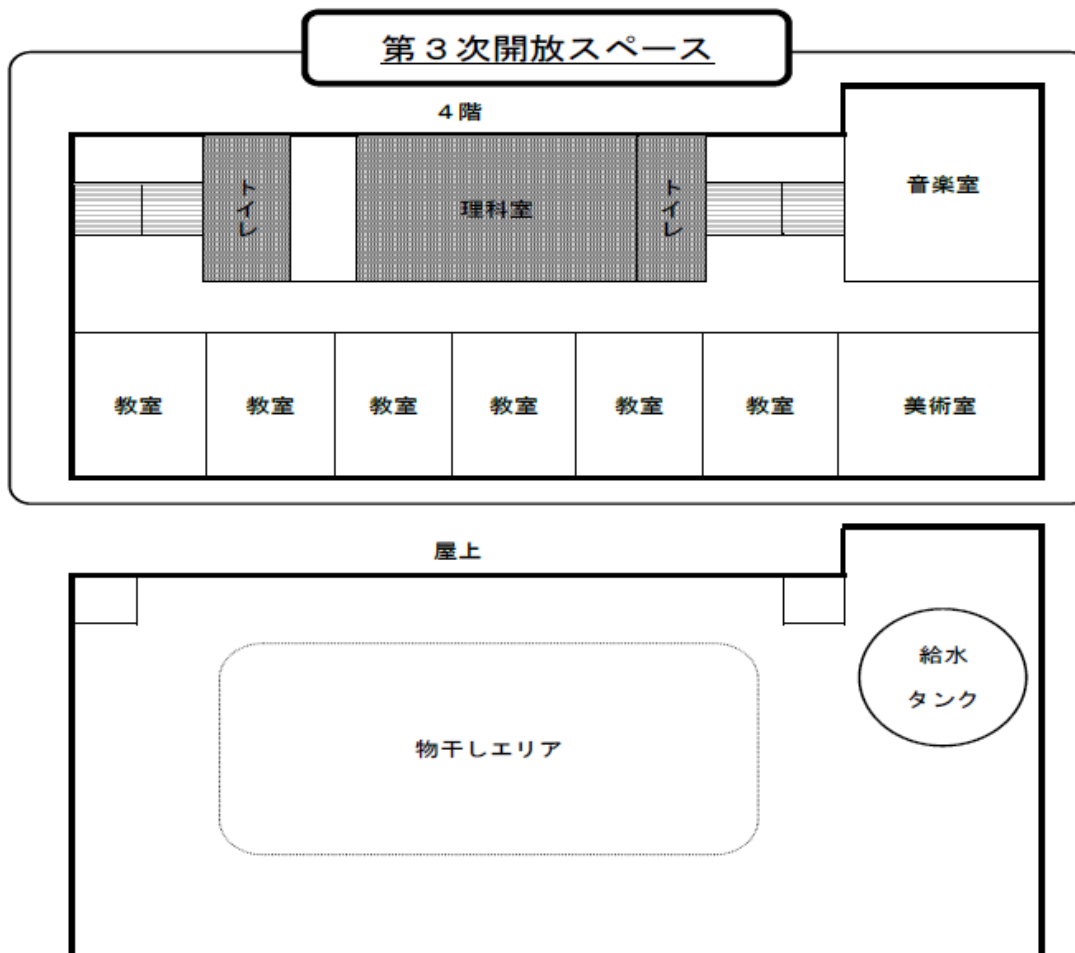 第３次開放スペース
４階
トイレ
理科室
トイレ
音楽室
教室
教室
教室
教室
教室
教室
美術室
屋上
給水
タンク
物干しエリア